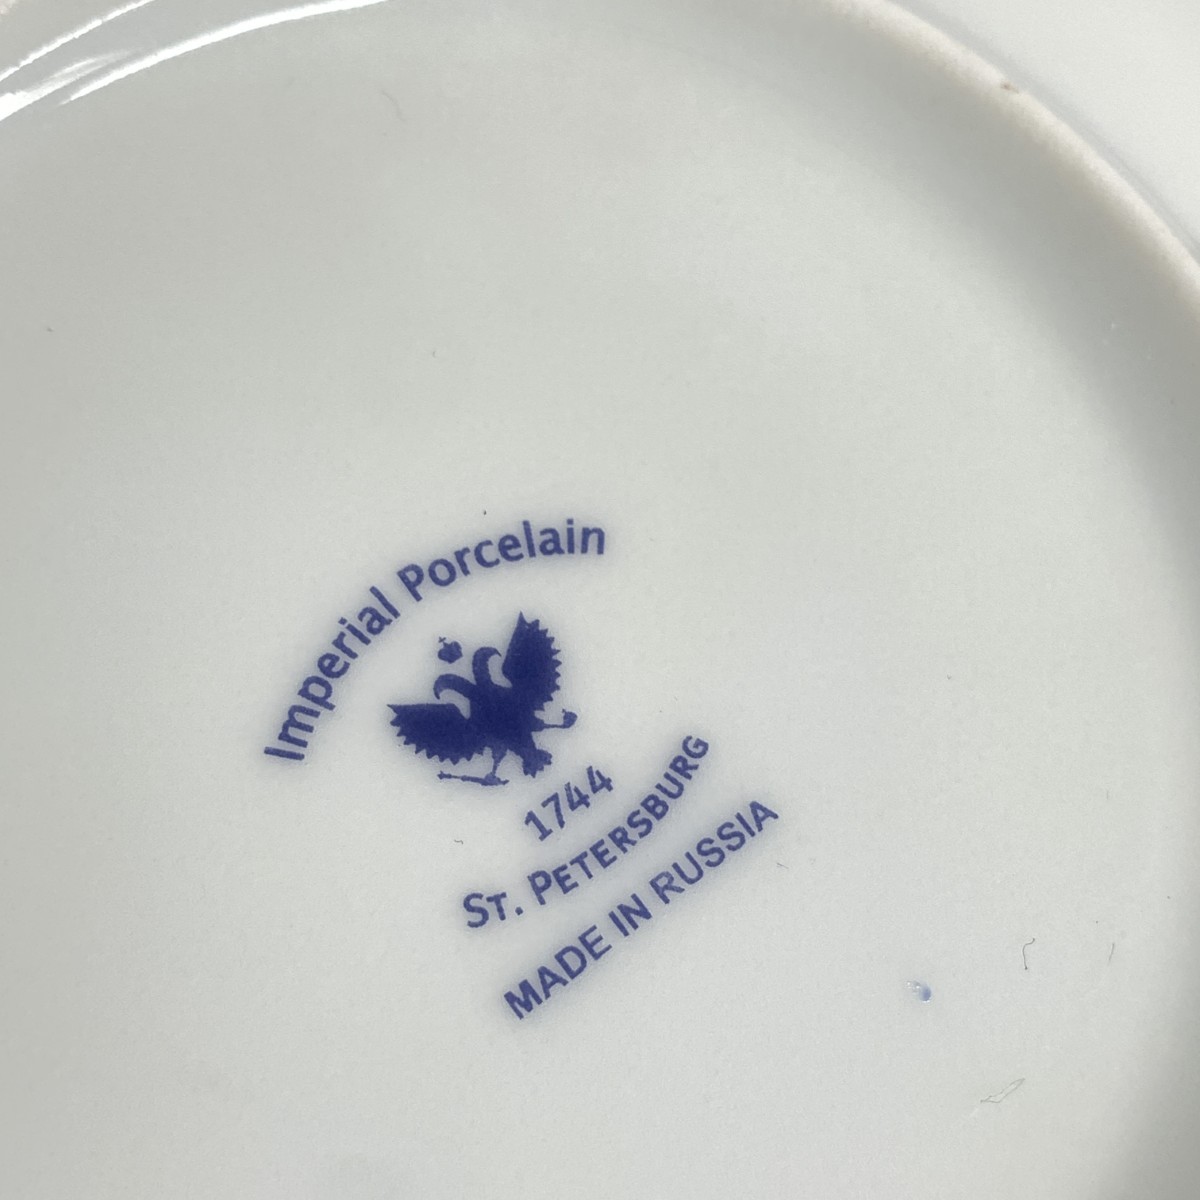 Imperial Porcelain
1744
ST. PETERSBURG
MADE IN RUSSIA